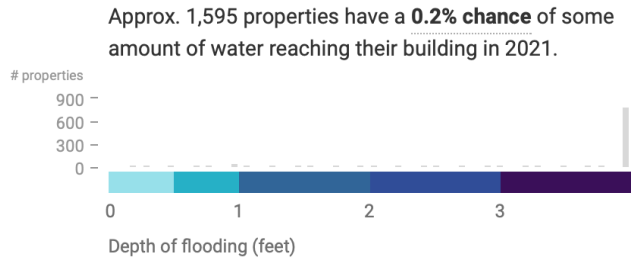 Approx. 1,595 properties have a 0.2% chance of some
amount of water reaching their building in 2021.
# properties
900
600
300
0
0 1 2 3
Depth of flooding (feet)